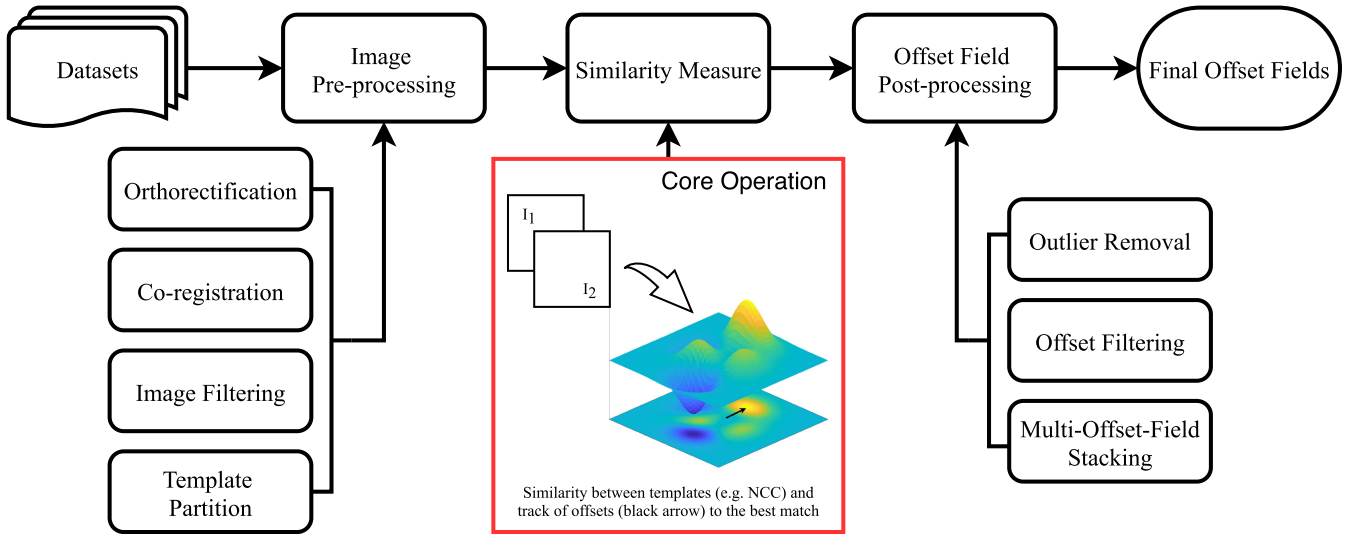 Datasets
Image
Pre-processing
Similarity Measure
Offset Field
Post-processing
Final Offset Fields
Orthorectification
Co-registration
Image Filtering
Template
Partition
Core Operation
I1
I2
Similarity between templates (e.g. NCC) and
track of offsets (black arrow) to the best match
Outlier Removal
Offset Filtering
Multi-Offset-Field
Stacking